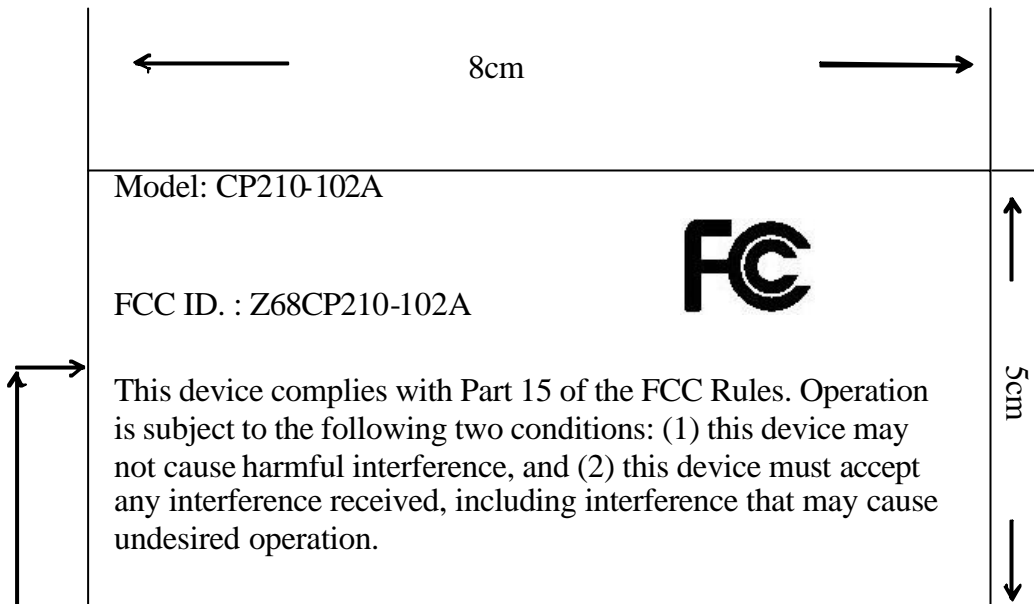 8cm
Model: CP210-102A
FCC
FCC ID. : Z68CP210-102A
5cm
This device complies with Part 15 of the FCC Rules. Operation
is subject to the following two conditions: (1) this device may
not cause harmful interference, and (2) this device must accept
any interference received, including interference that may cause
undesired operation.